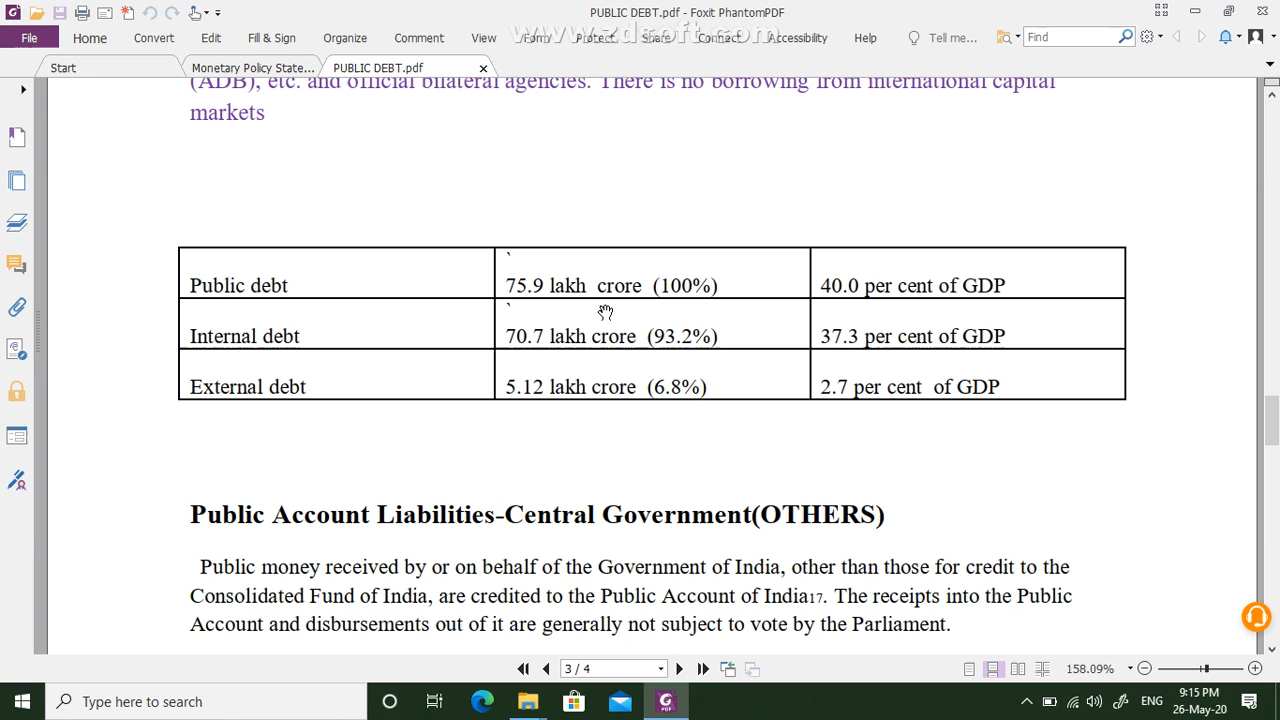 PUBLIC DEBT.pdf - Foxit PhantomPDF
File Home Convert Edit Fill & Sign Organize Comment View Form Protect Share Connect Accessibility Help Tell me... Find
www.zdsoft.com
Start Monetary Policy State... PUBLIC DEBT.pdf
(ADB), etc. and official bilateral agencies. There is no borrowing from international capital
markets
Public debt ` 75.9 lakh crore (100%) 40.0 per cent of GDP
Internal debt ` 70.7 lakh crore (93.2%) 37.3 per cent of GDP
External debt 5.12 lakh crore (6.8%) 2.7 per cent of GDP
Public Account Liabilities-Central Government(OTHERS)
Public money received by or on behalf of the Government of India, other than those for credit to the
Consolidated Fund of India, are credited to the Public Account of India17. The receipts into the Public
Account and disbursements out of it are generally not subject to vote by the Parliament.
3 / 4 158.09%
Type here to search ENG 9:15 PM
26-May-20